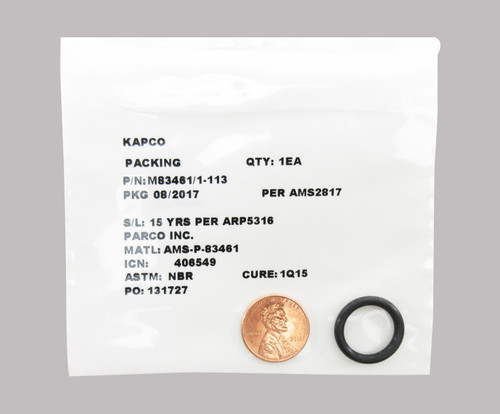 KAPCO
PACKING QTY: 1EA
P/N: M83461/1-113
PKG 08/2017 PER AMS2817
S/L: 15 YRS PER ARP5316
PARCO INC.
MATL: AMS-P-83461
ICN: 406549
ASTM: NBR CURE: 1Q15
PO: 131727